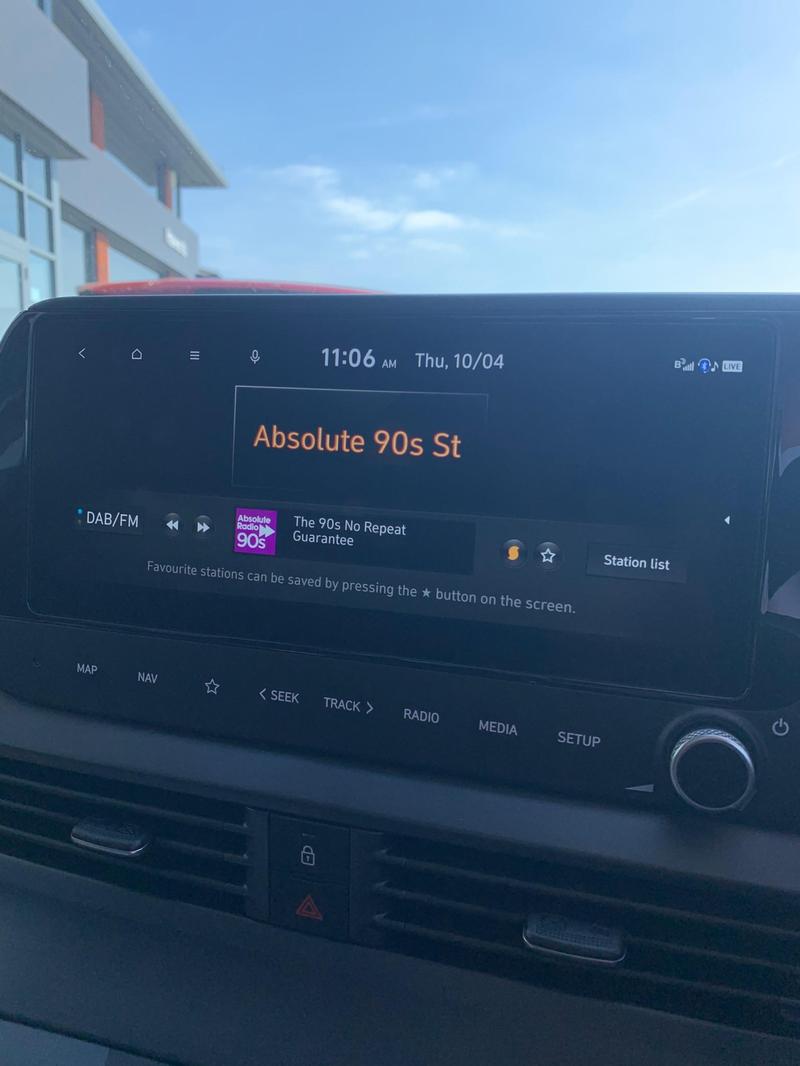 11:06 AM Thu, 10/04
LIVE
Absolute 90s St
DAB/FM
Absolute
Radio
90s
The 90s No Repeat
Guarantee
Station list
Favourite stations can be saved by pressing the ★ button on the screen.
MAP
NAV
< SEEK
TRACK >
RADIO
MEDIA
SETUP